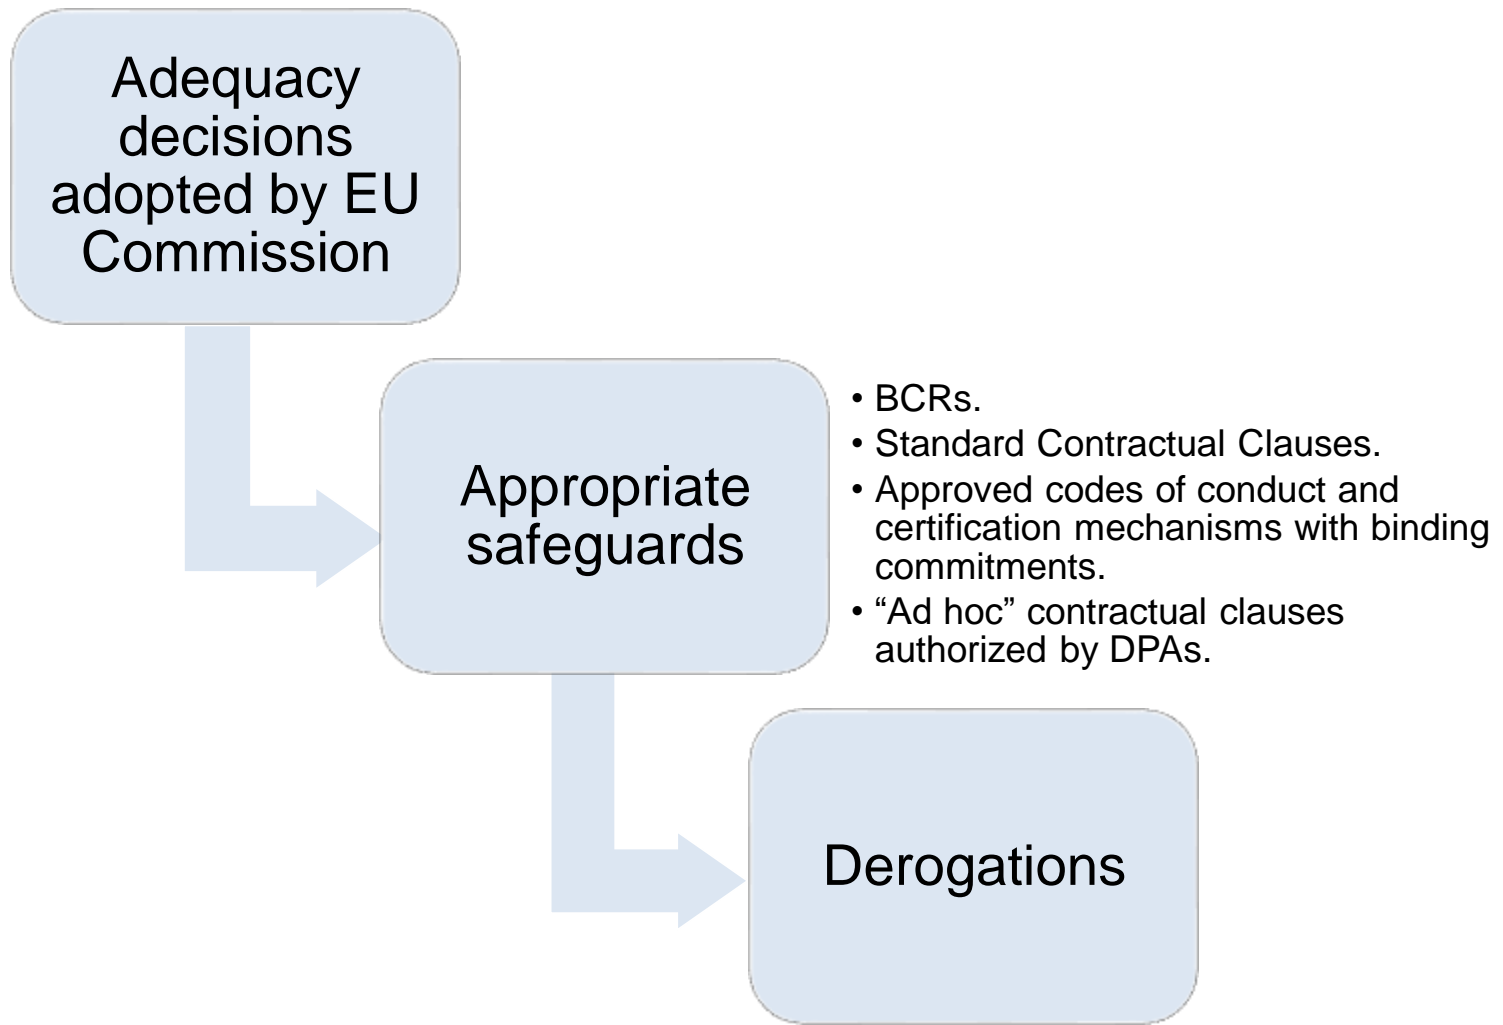 Adequacy
decisions
adopted by EU
Commission
Appropriate
safeguards
• BCRs.
• Standard Contractual Clauses.
• Approved codes of conduct and
certification mechanisms with binding
commitments.
• “Ad hoc” contractual clauses
authorized by DPAs.
Derogations